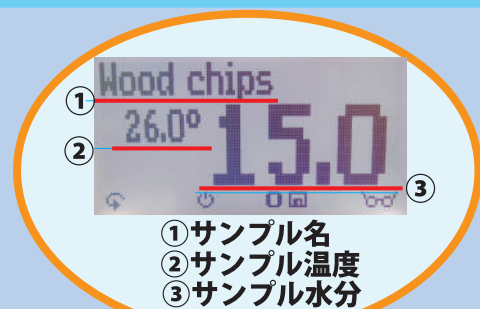 Wood chips
①
26.0° 15.0
②
③
①サンプル名
②サンプル温度
③サンプル水分